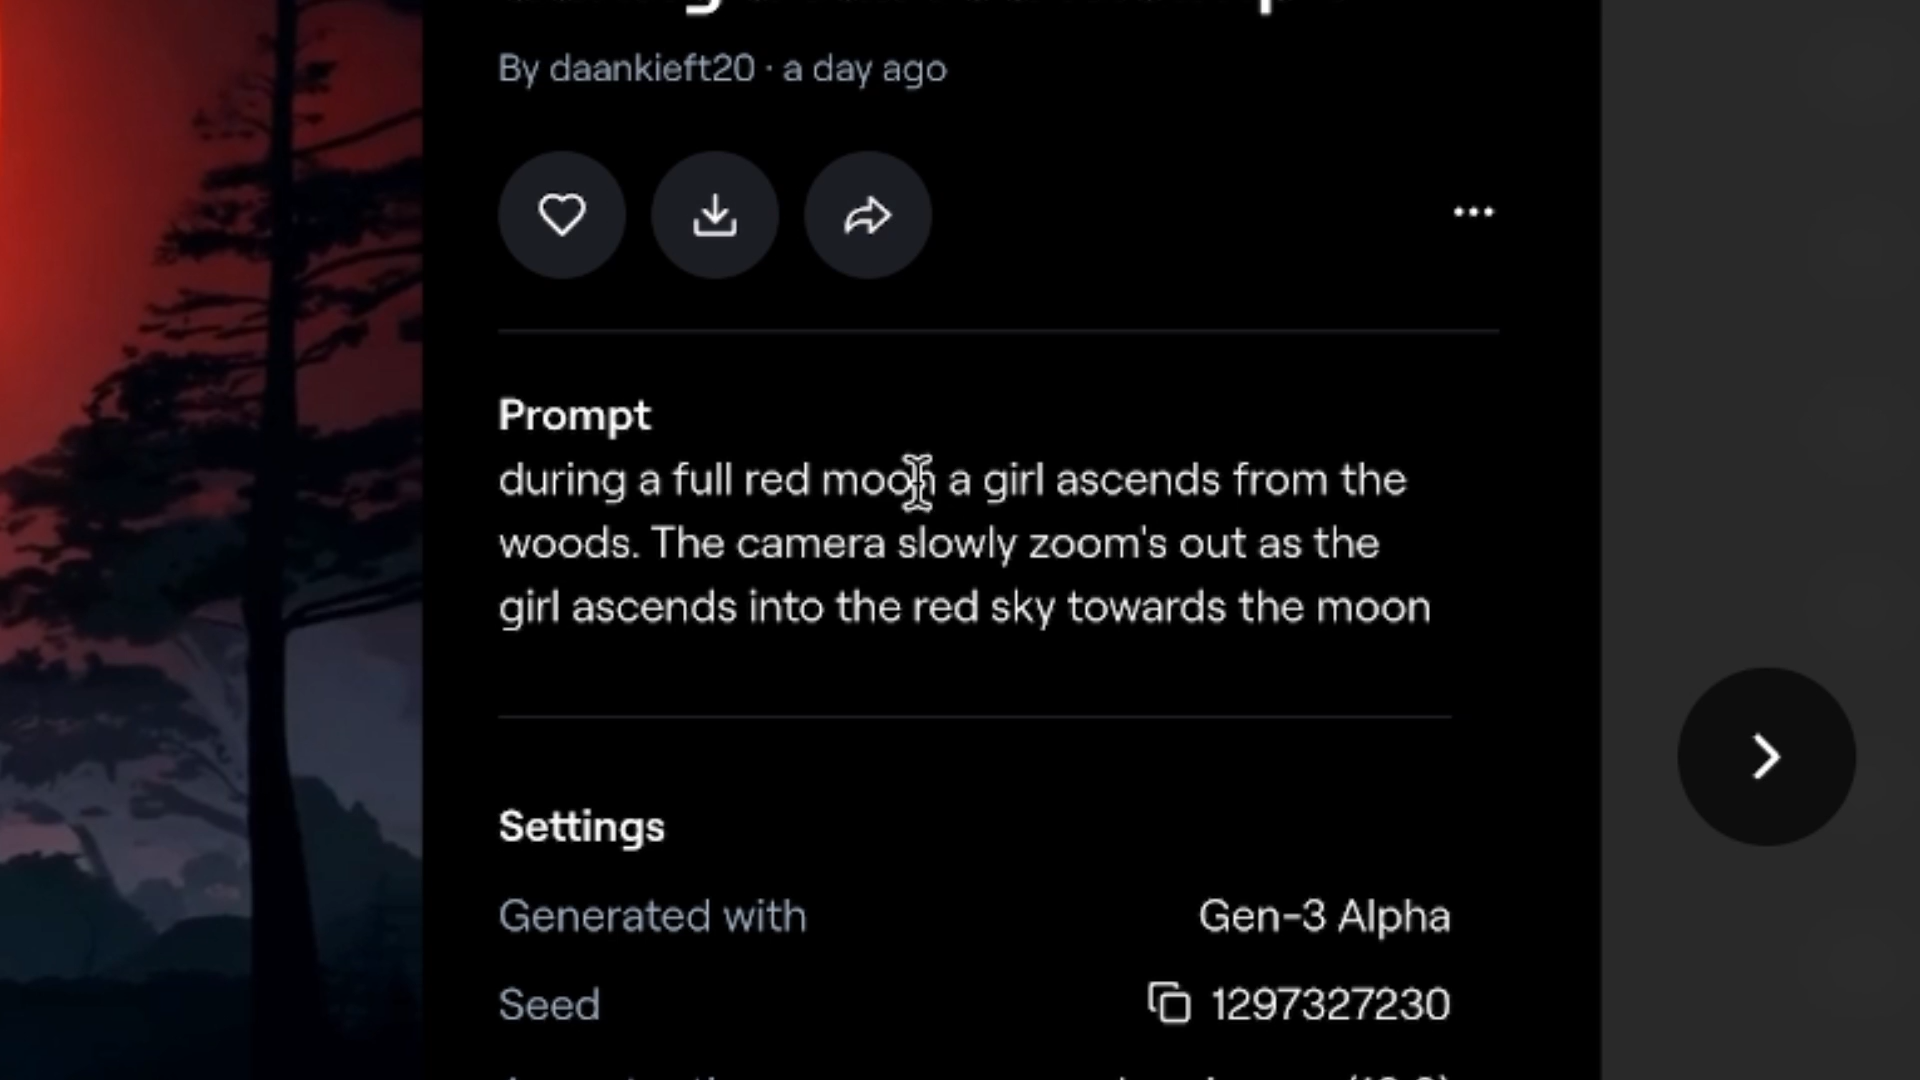 By daankieft20 · a day ago
Prompt
during a full red moon a girl ascends from the
woods. The camera slowly zoom's out as the
girl ascends into the red sky towards the moon
Settings
Generated with Gen-3 Alpha
Seed 1297327230